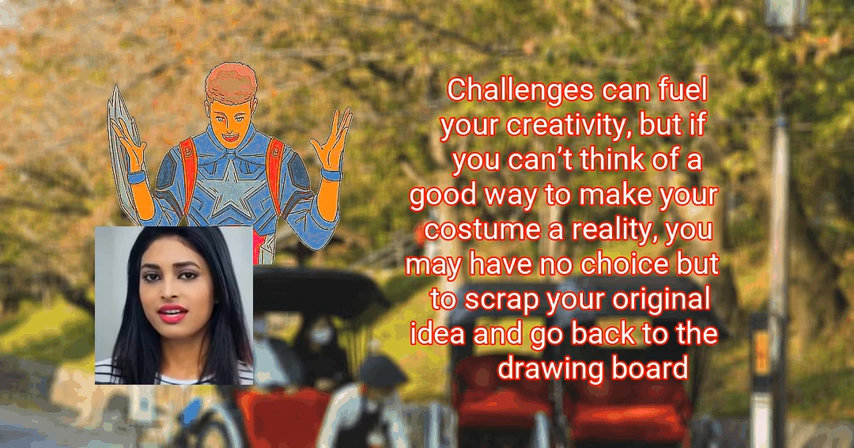 Challenges can fuel
your creativity, but if
you can’t think of a
good way to make your
costume a reality, you
may have no choice but
to scrap your original
idea and go back to the
drawing board